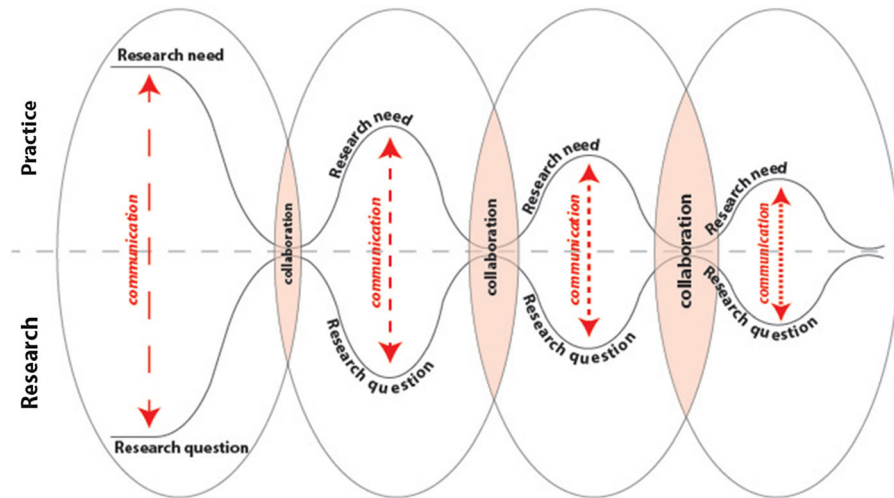 Practice
Research
Research need
communication
Research question
collaboration
Research need
communication
Research question
collaboration
Research need
communication
Research question
collaboration
Research need
communication
Research question